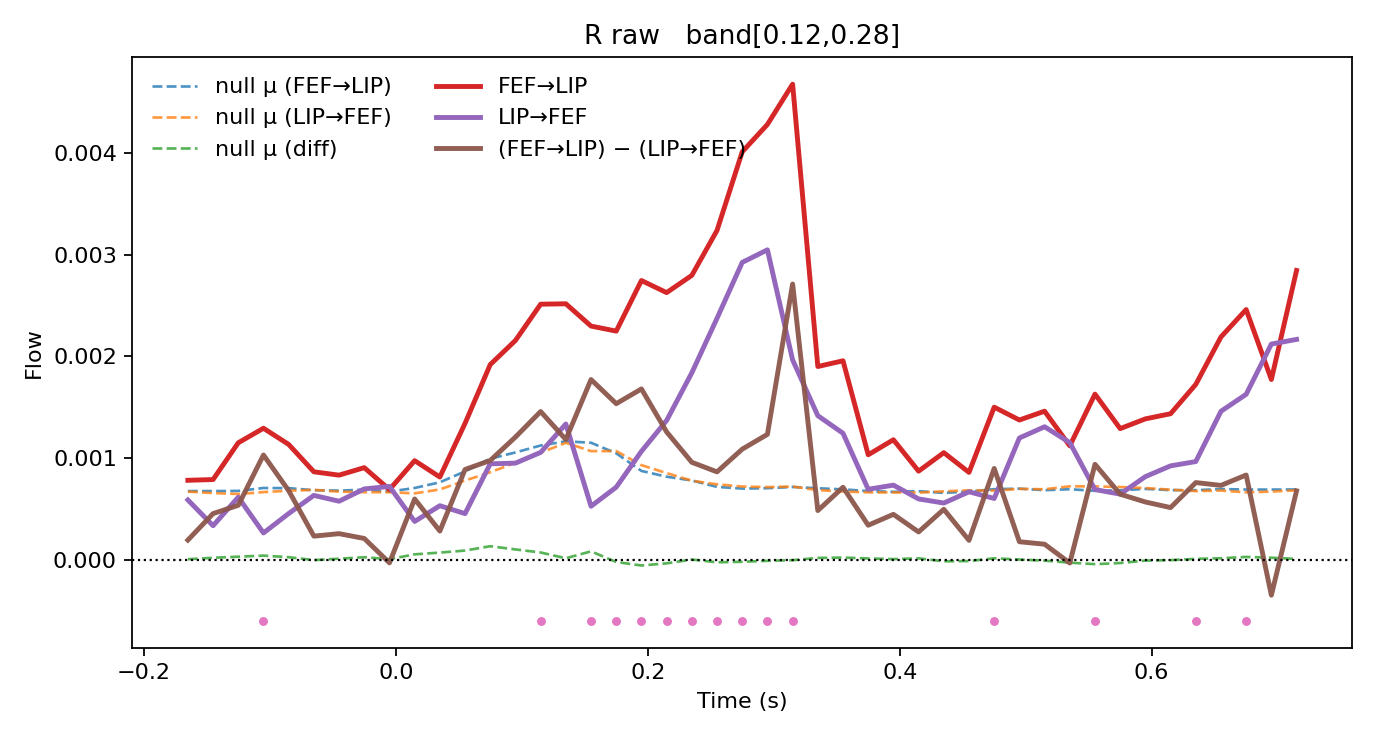 R raw   band[0.12,0.28]
null μ (FEF→LIP)
null μ (LIP→FEF)
null μ (diff)
FEF→LIP
LIP→FEF
(FEF→LIP) − (LIP→FEF)
Flow
0.004
0.003
0.002
0.001
0.000
−0.2
0.0
0.2
0.4
0.6
Time (s)